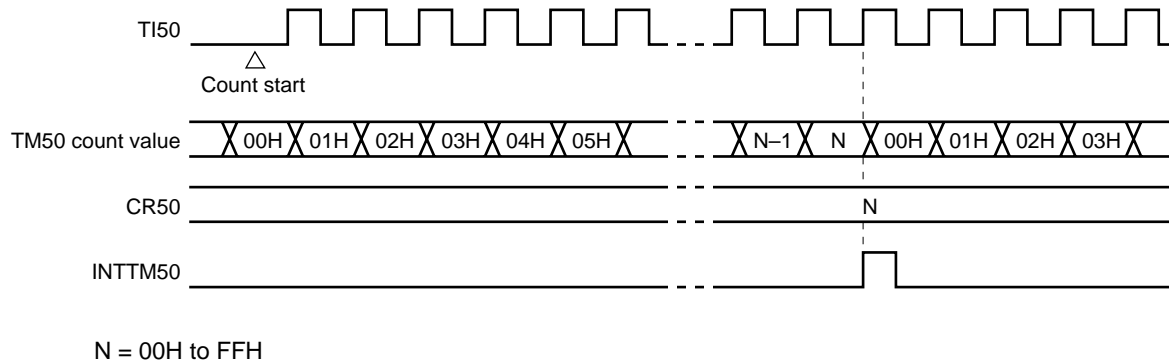 TI50
Count start
TM50 count value 00H 01H 02H 03H 04H 05H N–1 N 00H 01H 02H 03H
CR50 N
INTTM50
N = 00H to FFH